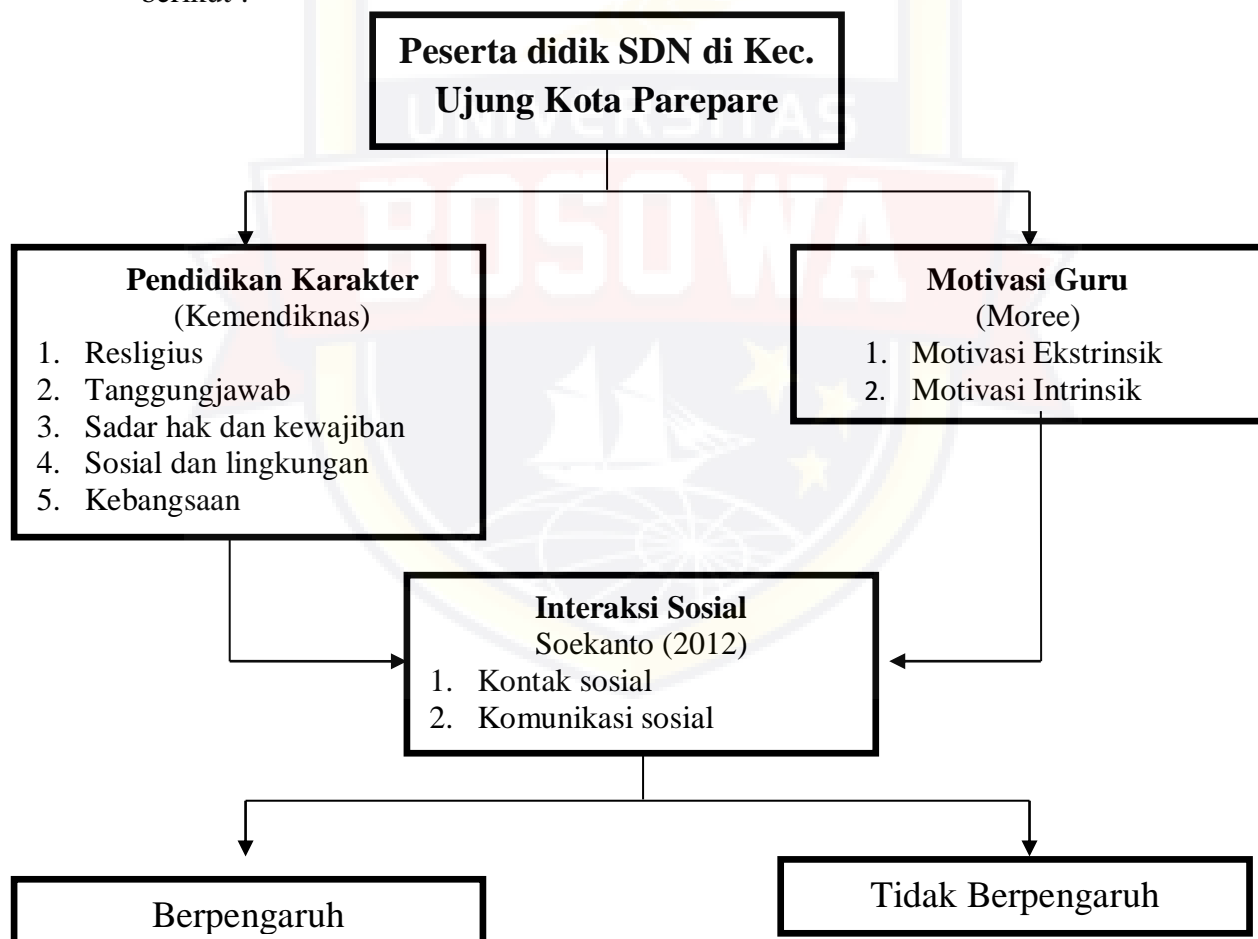 berikut :
Peserta didik SDN di Kec.
Ujung Kota Parepare
UNIVERSITAS
BOSOWA
Pendidikan Karakter
(Kemendiknas)
1. Resligius
2. Tanggungjawab
3. Sadar hak dan kewajiban
4. Sosial dan lingkungan
5. Kebangsaan
Motivasi Guru
(Moree)
1. Motivasi Ekstrinsik
2. Motivasi Intrinsik
Interaksi Sosial
Soekanto (2012)
1. Kontak sosial
2. Komunikasi sosial
Berpengaruh
Tidak Berpengaruh